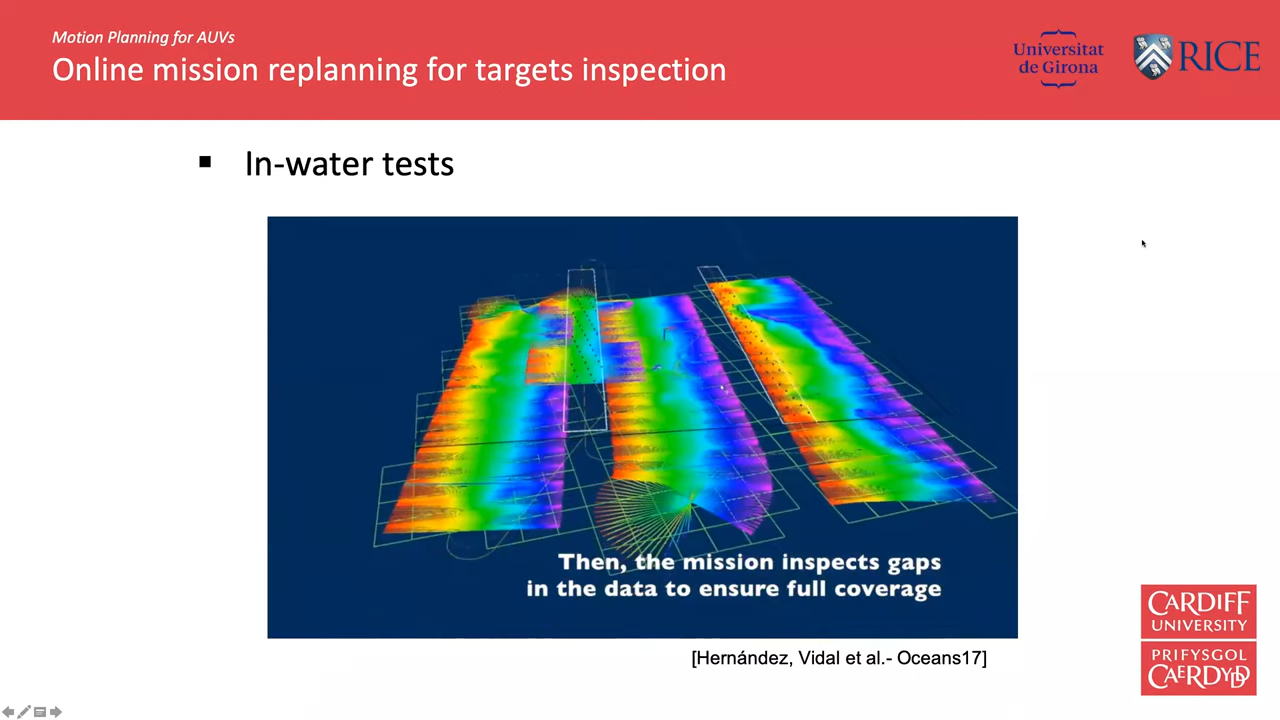 Motion Planning for AUVs
Online mission replanning for targets inspection
Universitat
de Girona
RICE
In-water tests
Then, the mission inspects gaps
in the data to ensure full coverage
[Hernández, Vidal et al.- Oceans17]
CARDIFF
UNIVERSITY
PRIFYSGOL
CAERDYDD